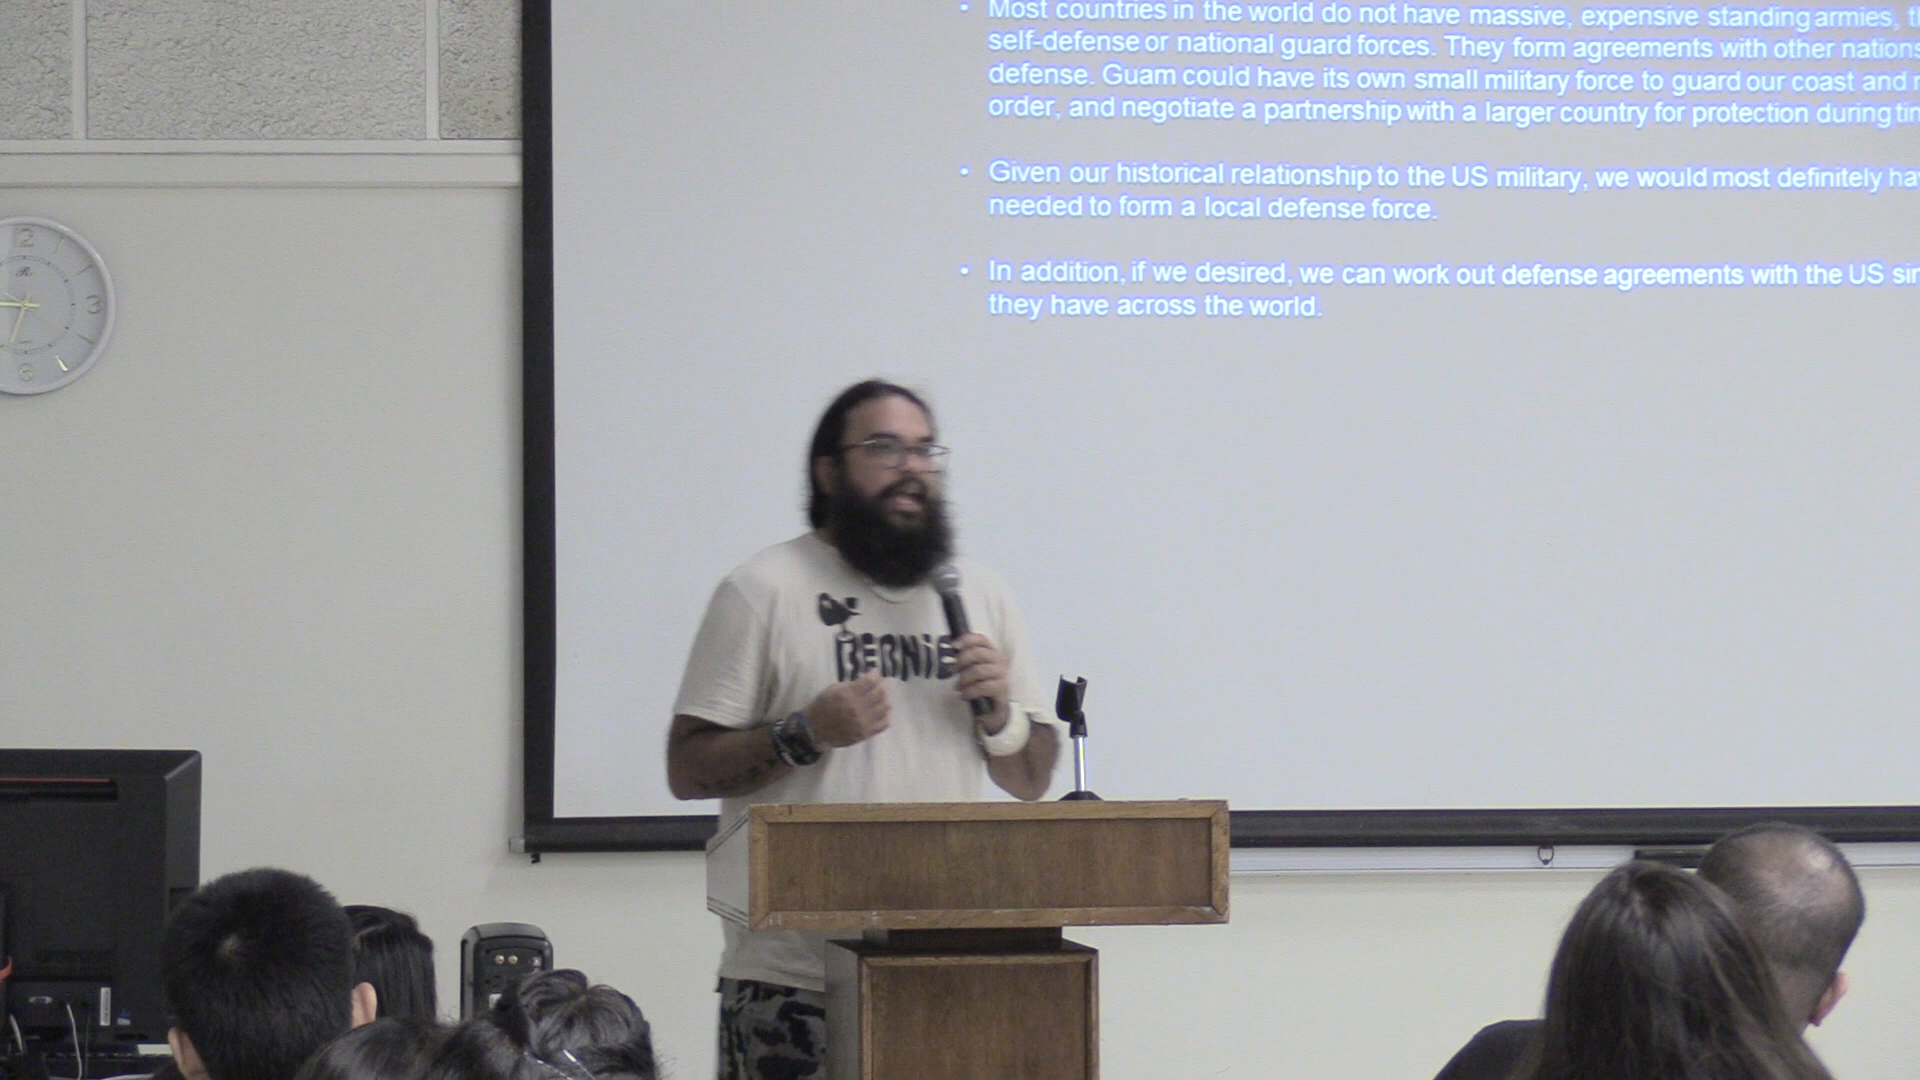 • Most countries in the world do not have massive, expensive standing armies,
self-defense or national guard forces. They form agreements with other nations
defense. Guam could have its own small military force to guard our coast and
order, and negotiate a partnership with a larger country for protection during
• Given our historical relationship to the US military, we would most definitely
needed to form a local defense force.
• In addition, if we desired, we can work out defense agreements with the US
they have across the world.
2
3
6
BERNIE